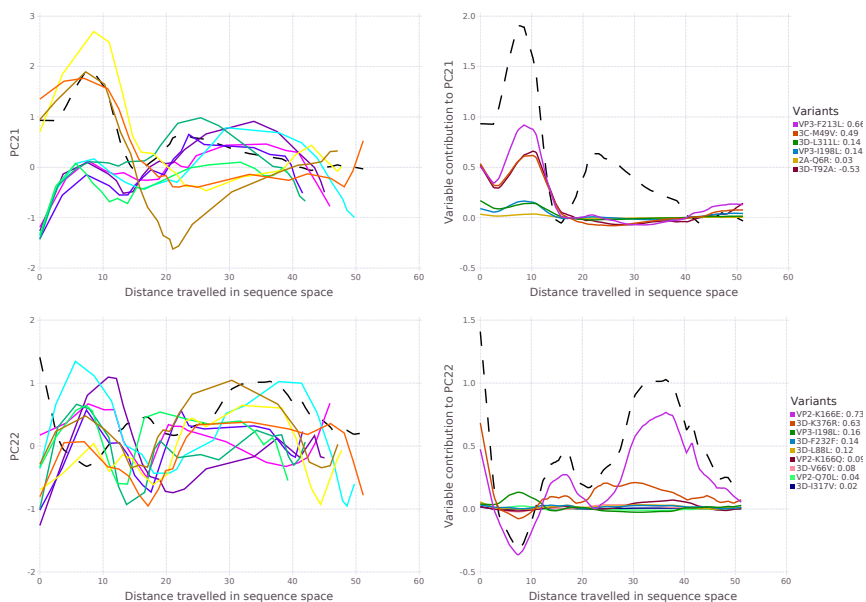 3
2
1
0
-1
-2
PC21
0
10
20
30
40
50
60
Distance travelled in sequence space
2.0
1.5
1.0
0.5
0.0
-0.5
Variable contribution to PC21
0
10
20
30
40
50
60
Distance travelled in sequence space
Variants
VP3-F213L: 0.66
3C-M49V: 0.49
3D-L311L: 0.14
VP3-I198L: 0.14
2A-Q6R: 0.03
3D-T92A: -0.53
2
1
0
-1
-2
PC22
0
10
20
30
40
50
60
Distance travelled in sequence space
1.5
1.0
0.5
0.0
-0.5
Variable contribution to PC22
0
10
20
30
40
50
60
Distance travelled in sequence space
Variants
VP2-K166E: 0.73
3D-K376R: 0.63
VP3-I198L: 0.16
3D-F232F: 0.14
3D-L88L: 0.12
VP2-K166Q: 0.09
3D-V66V: 0.08
VP2-Q70L: 0.04
3D-I317V: 0.02